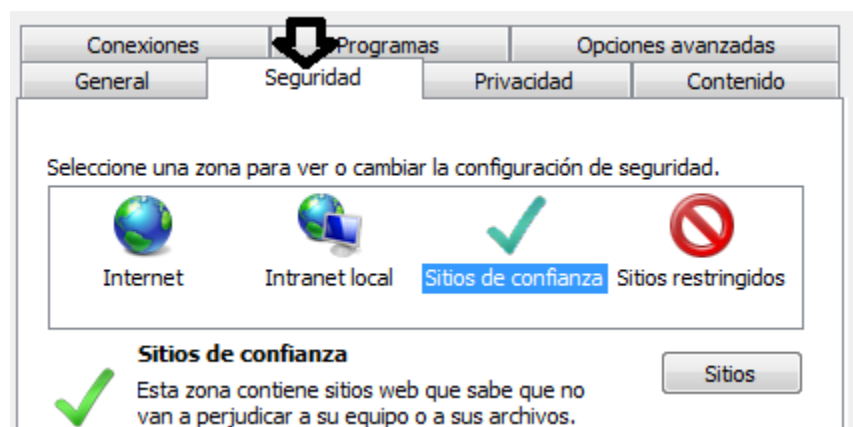 Conexiones Programas Opciones avanzadas
General Seguridad Privacidad Contenido
Seleccione una zona para ver o cambiar la configuración de seguridad.
Internet Intranet local Sitios de confianza Sitios restringidos
Sitios de confianza
Sitios
Esta zona contiene sitios web que sabe que no
van a perjudicar a su equipo o a sus archivos.